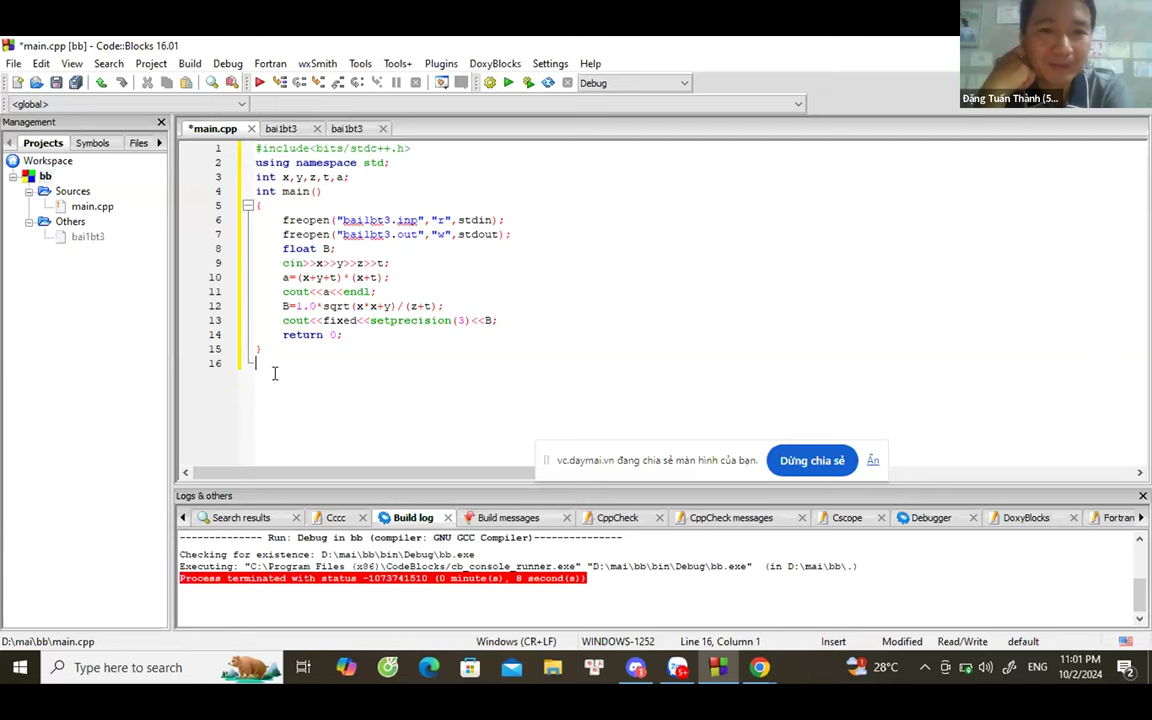 *main.cpp [bb] - Code::Blocks 16.01
File Edit View Search Project Build Debug Fortran wxSmith Tools Tools+ Plugins DoxyBlocks Settings Help
Debug
<global>
Đặng Tuấn Thành (5...
Management
*main.cpp bai1bt3 bai1bt3
Projects Symbols Files
Workspace
bb
Sources
main.cpp
Others
bai1bt3
1 #include<bits/stdc++.h>
2 using namespace std;
3 int x,y,z,t,a;
4 int main()
5 {
6 freopen("bai1bt3.inp","r",stdin);
7 freopen("bai1bt3.out","w",stdout);
8 float B;
9 cin>>x>>y>>z>>t;
10 a=(x+y+t)*(x+t);
11 cout<<a<<endl;
12 B=1.0*sqrt(x*x+y)/(z+t);
13 cout<<fixed<<setprecision(3)<<B;
14 return 0;
15 }
16
vc.daymai.vn đang chia sẻ màn hình của bạn. Dừng chia sẻ Ẩn
Logs & others
Search results Cccc Build log Build messages CppCheck CppCheck messages Cscope Debugger DoxyBlocks Fortran
-------------- Run: Debug in bb (compiler: GNU GCC Compiler)---------------
Checking for existence: D:\mai\bb\bin\Debug\bb.exe
Executing: "C:\Program Files (x86)\CodeBlocks/cb_console_runner.exe" "D:\mai\bb\bin\Debug\bb.exe" (in D:\mai\bb\.)
Process terminated with status -1073741510 (0 minute(s), 8 second(s))
D:\mai\bb\main.cpp Windows (CR+LF) WINDOWS-1252 Line 16, Column 1 Insert Modified Read/Write default
Type here to search 28°C ENG 11:01 PM
10/2/2024